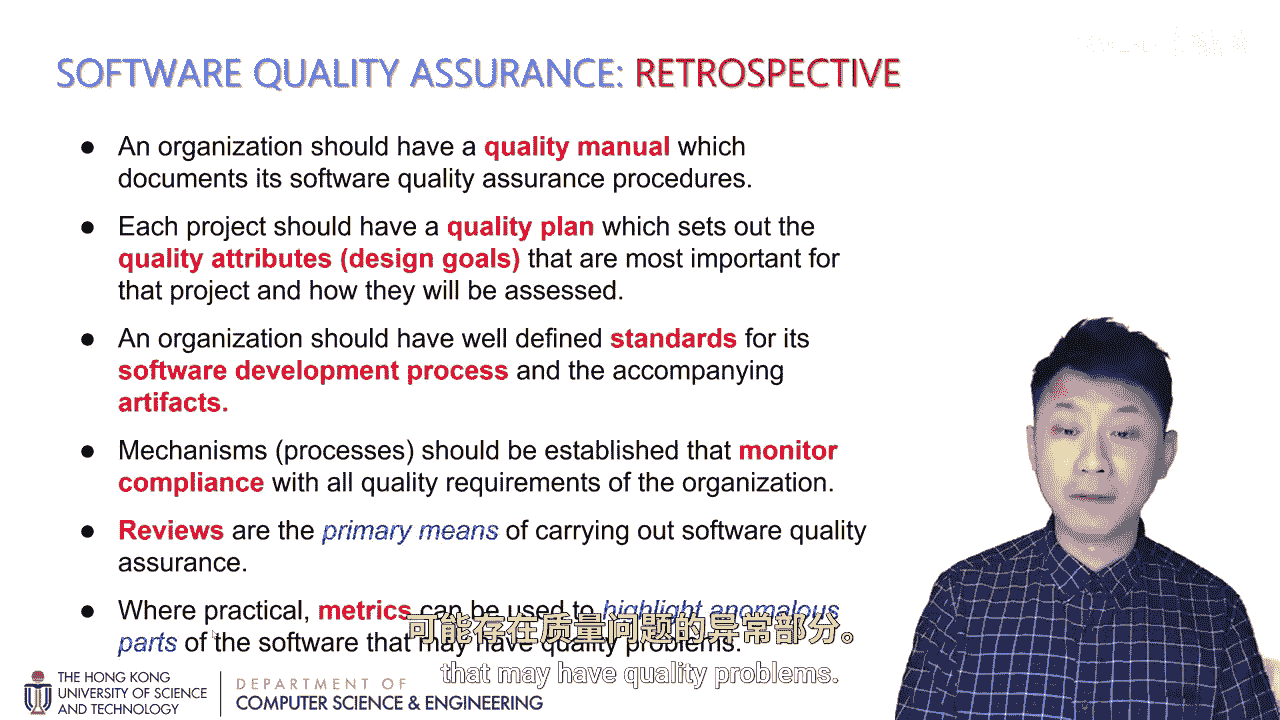 SOFTWARE QUALITY ASSURANCE: RETROSPECTIVE
● An organization should have a quality manual which
documents its software quality assurance procedures.
● Each project should have a quality plan which sets out the
quality attributes (design goals) that are most important for
that project and how they will be assessed.
● An organization should have well defined standards for its
software development process and the accompanying
artifacts.
● Mechanisms (processes) should be established that monitor
compliance with all quality requirements of the organization.
● Reviews are the primary means of carrying out software quality
assurance.
● Where practical, metrics can be used to highlight anomalous
parts of the software that may have quality problems.
可能存在质量问题的异常部分。
that may have quality problems.
THE HONG KONG
UNIVERSITY OF SCIENCE
AND TECHNOLOGY
DEPARTMENT OF
COMPUTER SCIENCE & ENGINEERING